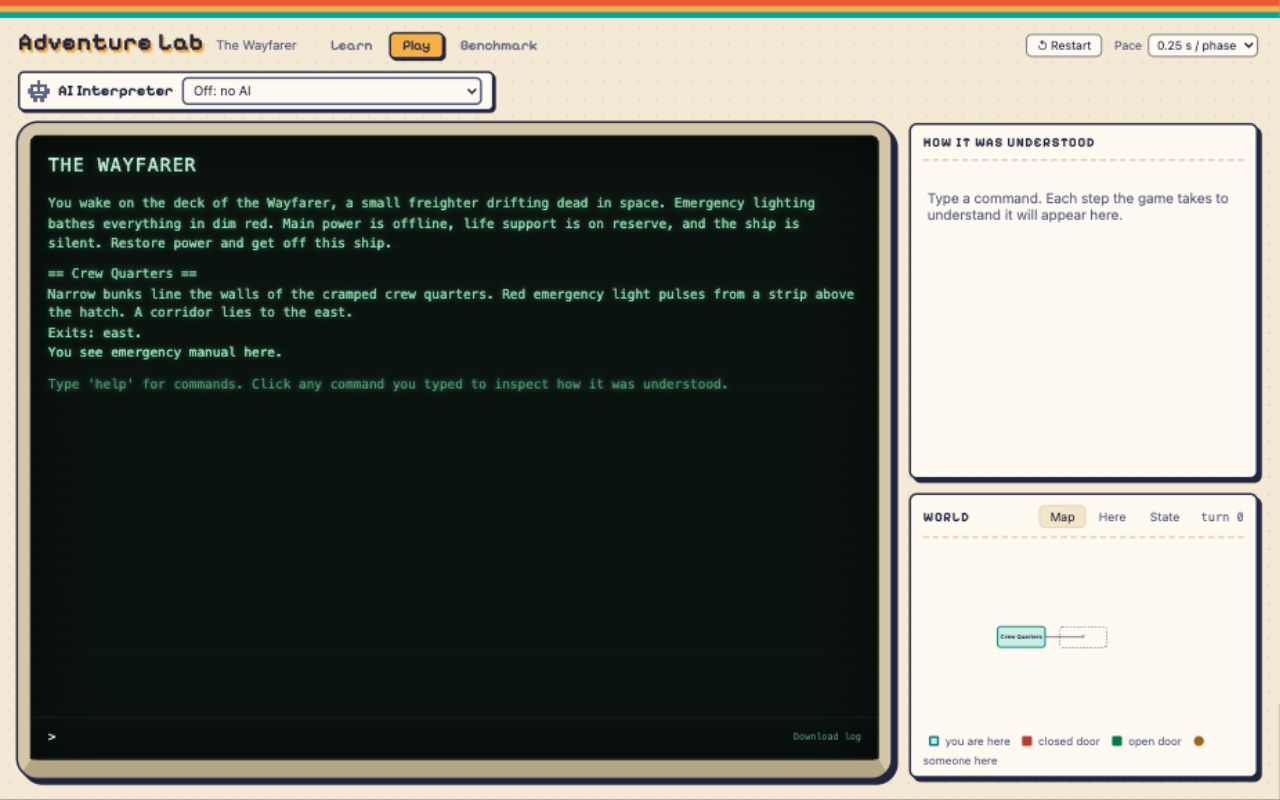 Adventure Lab The Wayfarer Learn Play Benchmark
Restart Pace 0.25 s / phase
AI Interpreter Off: no AI
THE WAYFARER
You wake on the deck of the Wayfarer, a small freighter drifting dead in space. Emergency lighting
bathes everything in dim red. Main power is offline, life support is on reserve, and the ship is
silent. Restore power and get off this ship.
== Crew Quarters ==
Narrow bunks line the walls of the cramped crew quarters. Red emergency light pulses from a strip above
the hatch. A corridor lies to the east.
Exits: east.
You see emergency manual here.
Type 'help' for commands. Click any command you typed to inspect how it was understood.
>
Download log
HOW IT WAS UNDERSTOOD
Type a command. Each step the game takes to
understand it will appear here.
WORLD Map Here State turn 0
Crew Quarters
you are here closed door open door
someone here